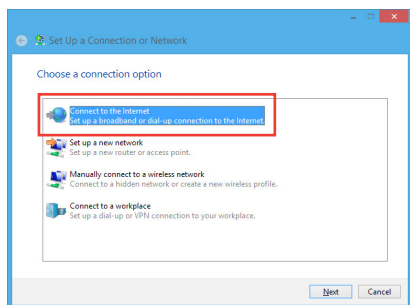 Set Up a Connection or Network
Choose a connection option
Connect to the Internet
Set up a broadband or dial-up connection to the Internet.
Set up a new network
Set up a new router or access point.
Manually connect to a wireless network
Connect to a hidden network or create a new wireless profile.
Connect to a workplace
Set up a dial-up or VPN connection to your workplace.
Next Cancel